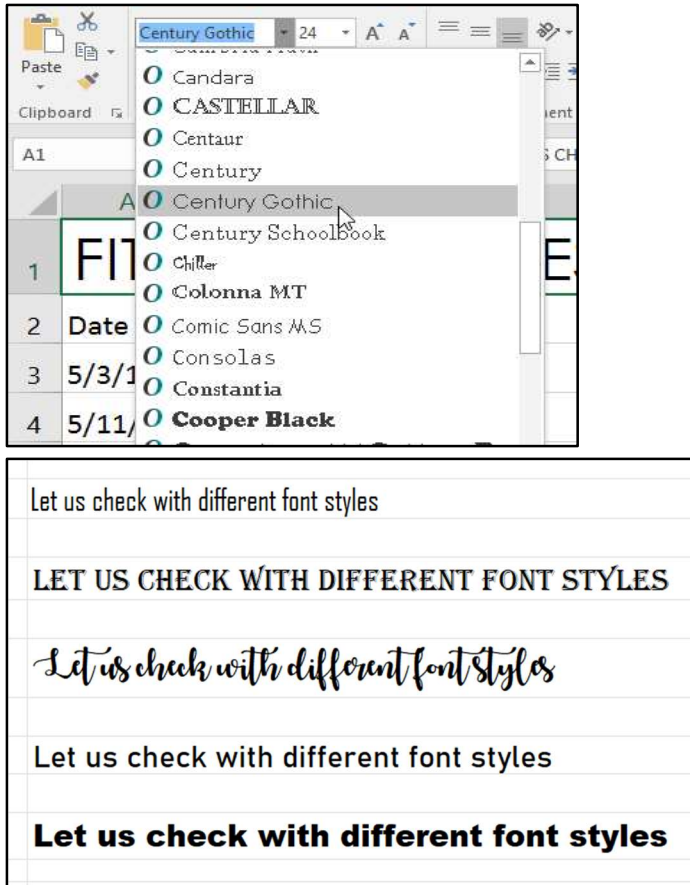 Century Gothic 24 A A
Paste
Candara
CASTELLAR
Clipboard
Centaur
A1
Century
A Century Gothic
Century Schoolbook
1 FIT
Chiller
Colonna MT
2 Date
Comic Sans MS
Consolas
3 5/3/1
Constantia
4 5/11/
Cooper Black
Let us check with different font styles
LET US CHECK WITH DIFFERENT FONT STYLES
Let us check with different font styles
Let us check with different font styles
Let us check with different font styles